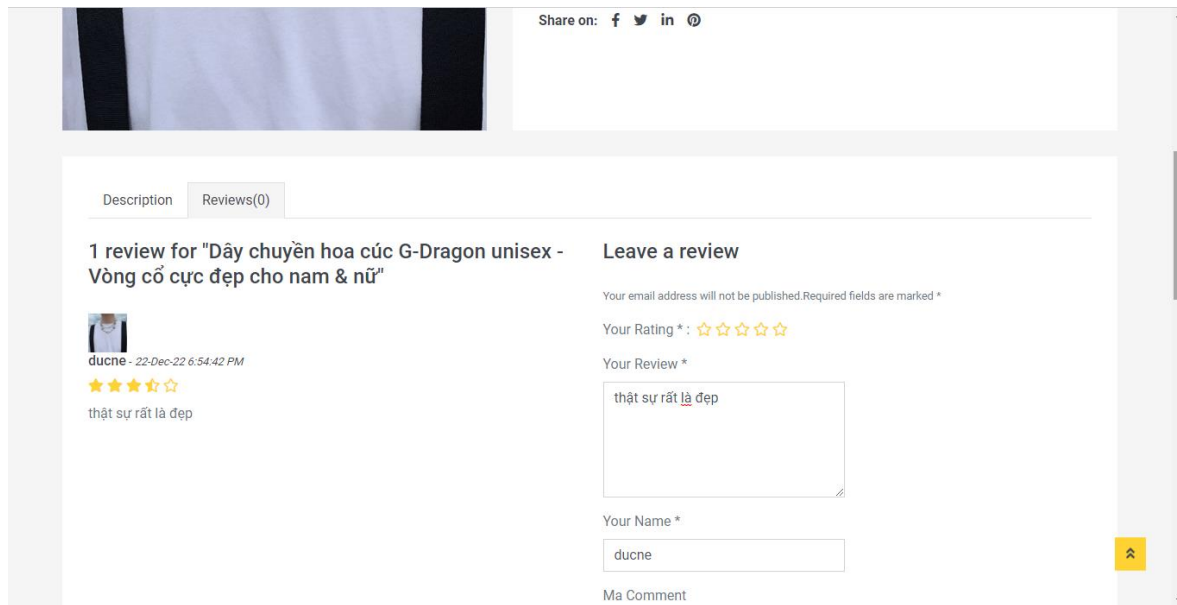 Share on:
Description Reviews(0)
1 review for "Dây chuyền hoa cúc G-Dragon unisex -
Vòng cổ cực đẹp cho nam & nữ"
ducne - 22-Dec-22 6:54:42 PM
thật sự rất là đẹp
Leave a review
Your email address will not be published.Required fields are marked *
Your Rating * :
Your Review *
thật sự rất là đẹp
Your Name *
ducne
Ma Comment